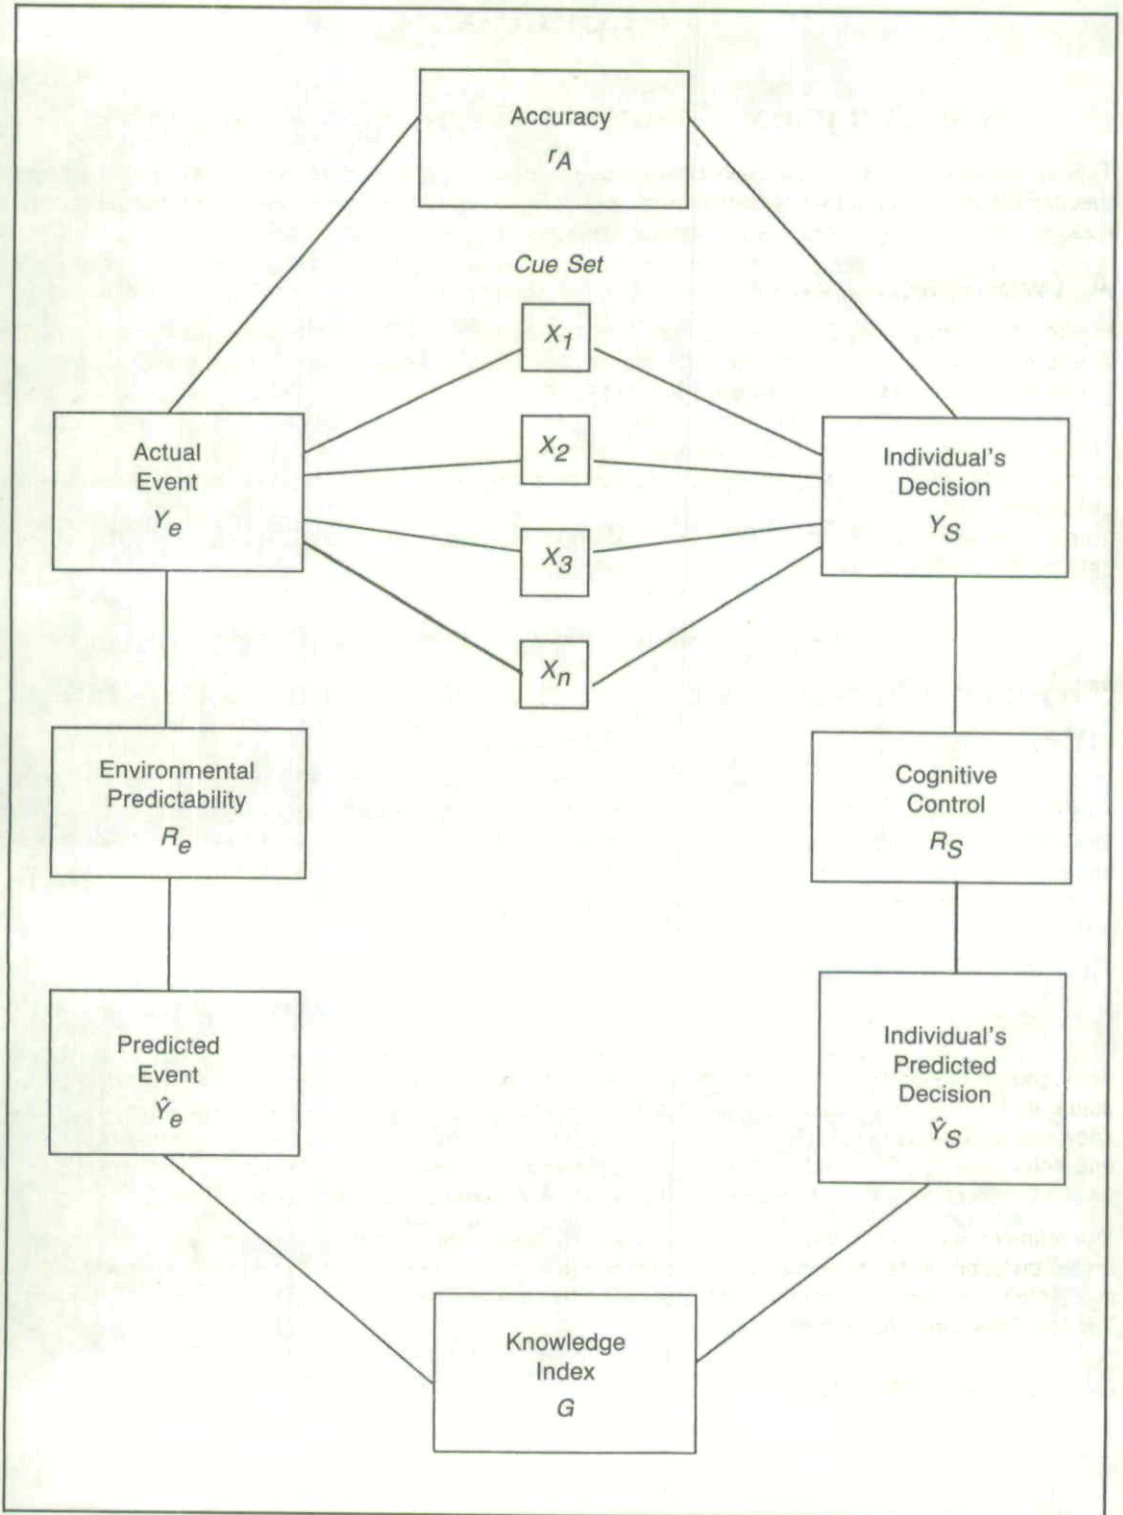 Accuracy
rA
Cue Set
X1
X2
X3
Xn
Actual
Event
Ye
Individual's
Decision
YS
Environmental
Predictability
Re
Cognitive
Control
RS
Predicted
Event
Ŷe
Individual's
Predicted
Decision
ŶS
Knowledge
Index
G